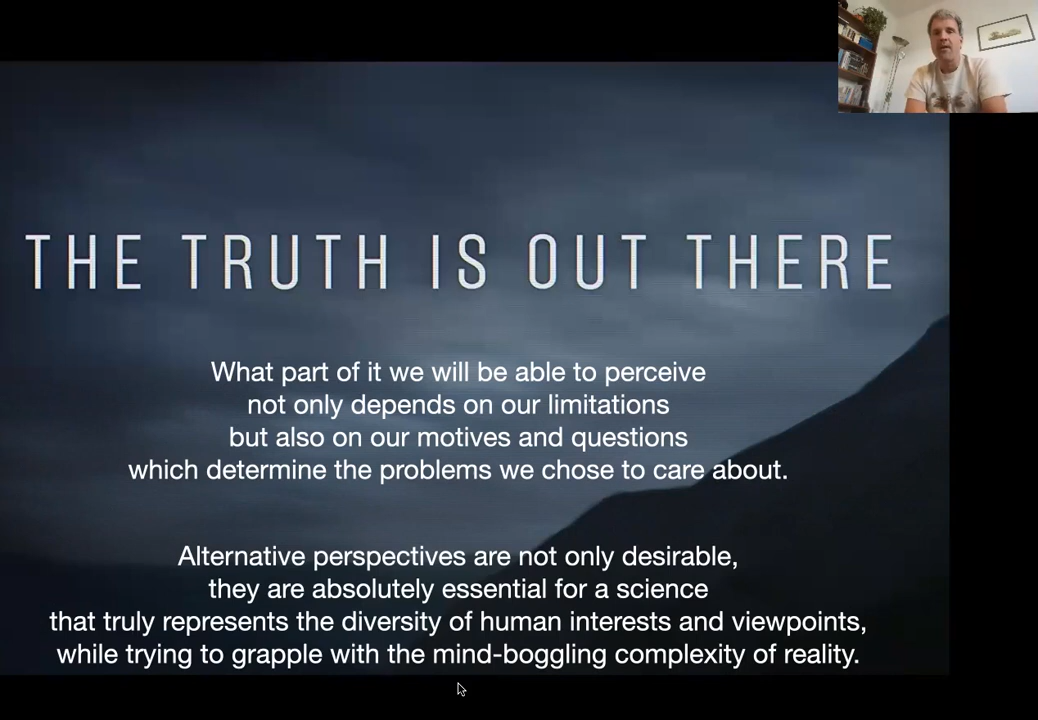 THE TRUTH IS OUT THERE
What part of it we will be able to perceive
not only depends on our limitations
but also on our motives and questions
which determine the problems we chose to care about.
Alternative perspectives are not only desirable,
they are absolutely essential for a science
that truly represents the diversity of human interests and viewpoints,
while trying to grapple with the mind-boggling complexity of reality.